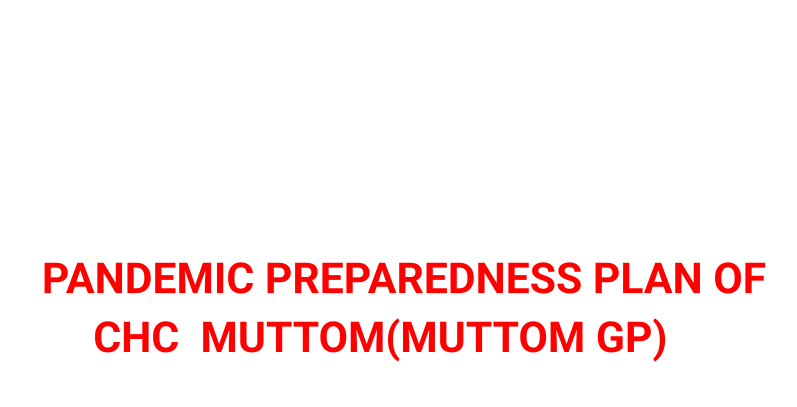 PANDEMIC PREPAREDNESS PLAN OF
CHC  MUTTOM(MUTTOM GP)